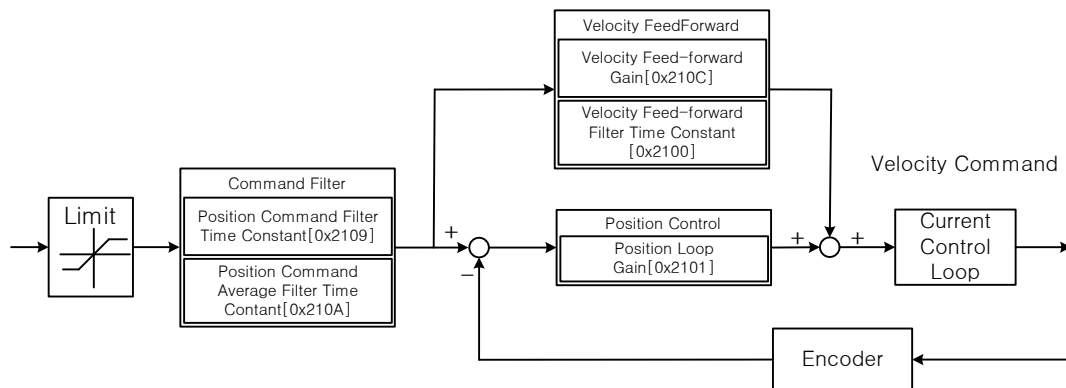 Velocity FeedForward
Velocity Feed-forward
Gain[0x210C]
Velocity Feed-forward
Filter Time Constant
[0x2100]
Velocity Command
Limit
Command Filter
Position Command Filter
Time Constant[0x2109]
Position Command
Average Filter Time
Contant[0x210A]
+
−
Position Control
Position Loop
Gain[0x2101]
+
+
Current
Control
Loop
Encoder